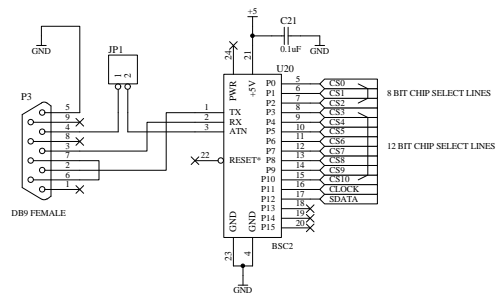 +5
GND
C21
0.1uF
GND
JP1
1 2
24
21
U20
P3
PWR
+5V
5
9
4
8
3
7
2
6
1
DB9 FEMALE
1 TX
2 RX
3 ATN
22 RESET*
P0 5 CS0
P1 6 CS1
P2 7 CS2
P3 8 CS3
P4 9 CS4
P5 10 CS5
P6 11 CS6
P7 12 CS7
P8 13 CS8
P9 14 CS9
P10 15 CS10
P11 16 CLOCK
P12 17 SDATA
P13 18
P14 19
P15 20
8 BIT CHIP SELECT LINES
12 BIT CHIP SELECT LINES
GND
GND
BSC2
23
4
GND